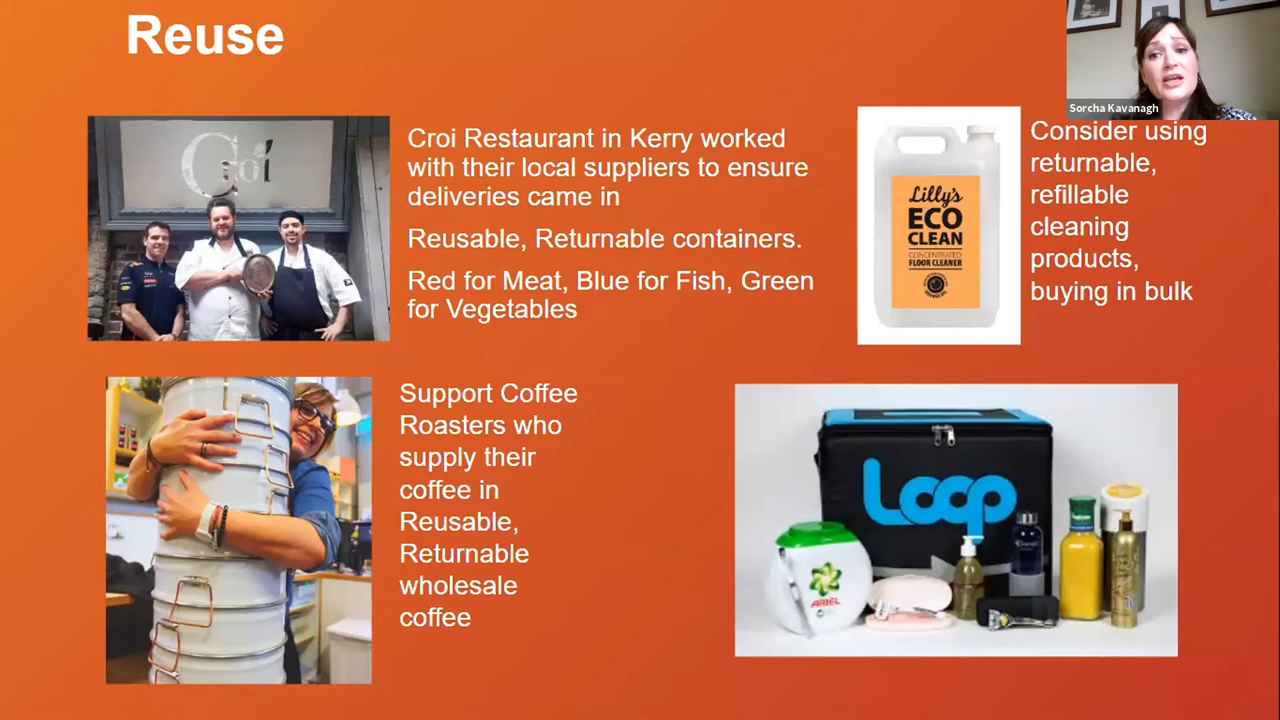 Reuse
Sorcha Kavanagh
Croi
Croi Restaurant in Kerry worked
with their local suppliers to ensure
deliveries came in
Reusable, Returnable containers.
Red for Meat, Blue for Fish, Green
for Vegetables
Lilly's
ECO
CLEAN
CONCENTRATED
FLOOR CLEANER
Consider using
returnable,
refillable
cleaning
products,
buying in bulk
Support Coffee
Roasters who
supply their
coffee in
Reusable,
Returnable
wholesale
coffee
Loop
ARIEL